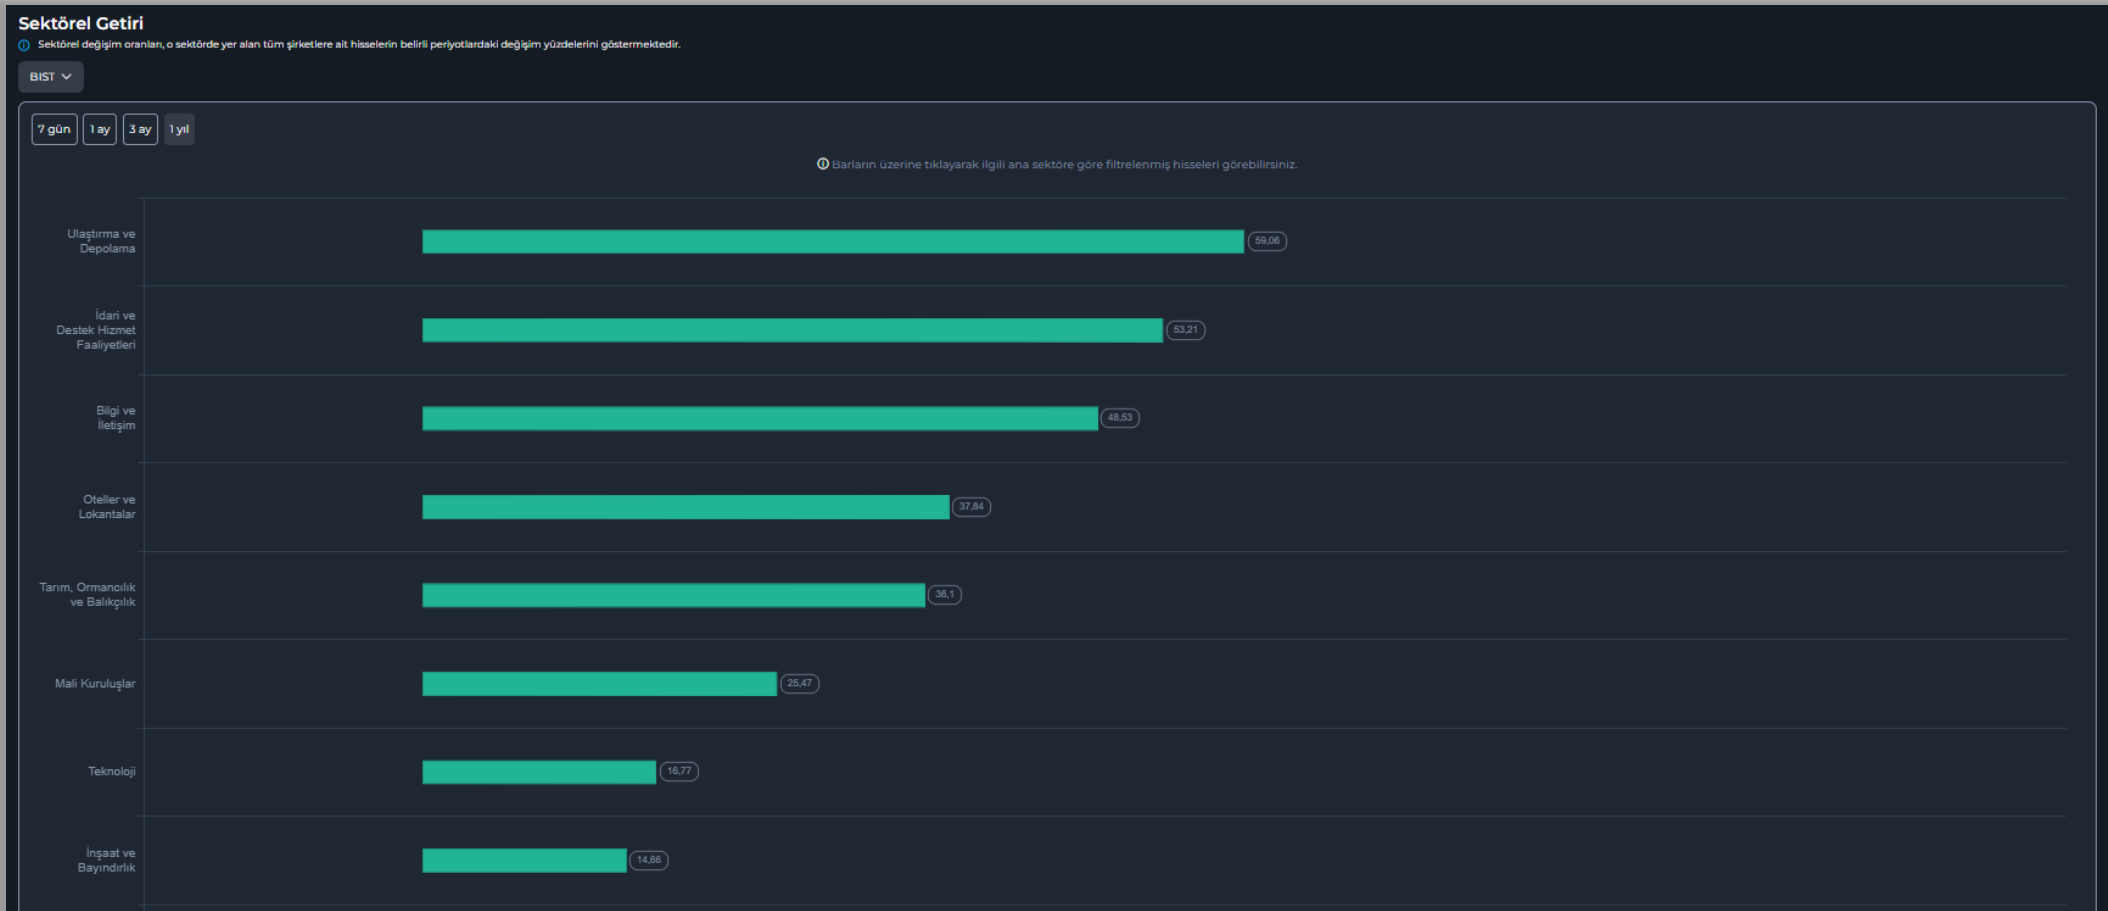 Sektörel Getiri
Sektörel değişim oranları, o sektörde yer alan tüm şirketlere ait hisselerin belirli periyotlardaki değişim yüzdelerini göstermektedir.
BIST
7 gün 1 ay 3 ay 1 yıl
Barların üzerine tıklayarak ilgili ana sektöre göre filtrelenmiş hisseleri görebilirsiniz.
Ulaştırma ve
Depolama
59,06
İdari ve
Destek Hizmet
Faaliyetleri
53,21
Bilgi ve
İletişim
48,53
Oteller ve
Lokantalar
37,84
Tarım, Ormancılık
ve Balıkçılık
36,1
Mali Kuruluşlar
25,47
Teknoloji
16,77
İnşaat ve
Bayındırlık
14,66